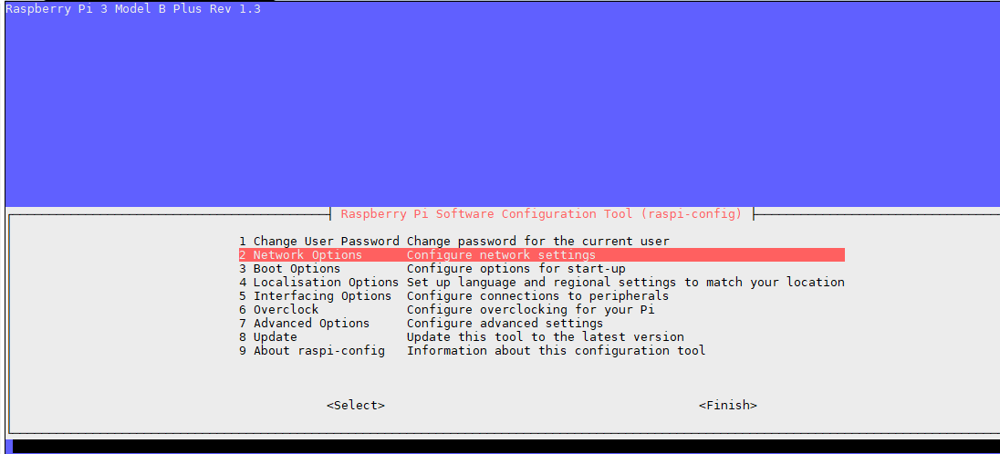 Raspberry Pi 3 Model B Plus Rev 1.3
Raspberry Pi Software Configuration Tool (raspi-config)
1 Change User Password Change password for the current user
2 Network Options Configure network settings
3 Boot Options Configure options for start-up
4 Localisation Options Set up language and regional settings to match your location
5 Interfacing Options Configure connections to peripherals
6 Overclock Configure overclocking for your Pi
7 Advanced Options Configure advanced settings
8 Update Update this tool to the latest version
9 About raspi-config Information about this configuration tool
<Select> <Finish>